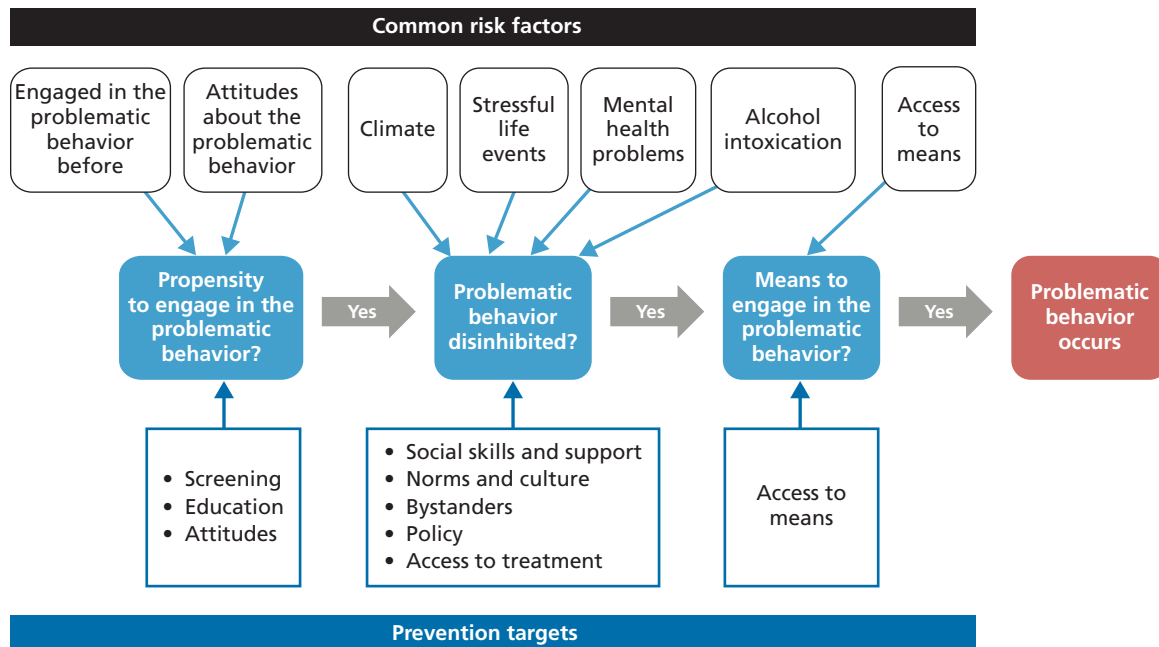 Common risk factors
Engaged in the
problematic
behavior
before
Attitudes
about the
problematic
behavior
Climate
Stressful
life
events
Mental
health
problems
Alcohol
intoxication
Access
to
means
Propensity
to engage in the
problematic
behavior?
Yes
Problematic
behavior
disinhibited?
Yes
Means to
engage in the
problematic
behavior?
Yes
Problematic
behavior
occurs
• Screening
• Education
• Attitudes
• Social skills and support
• Norms and culture
• Bystanders
• Policy
• Access to treatment
Access to
means
Prevention targets